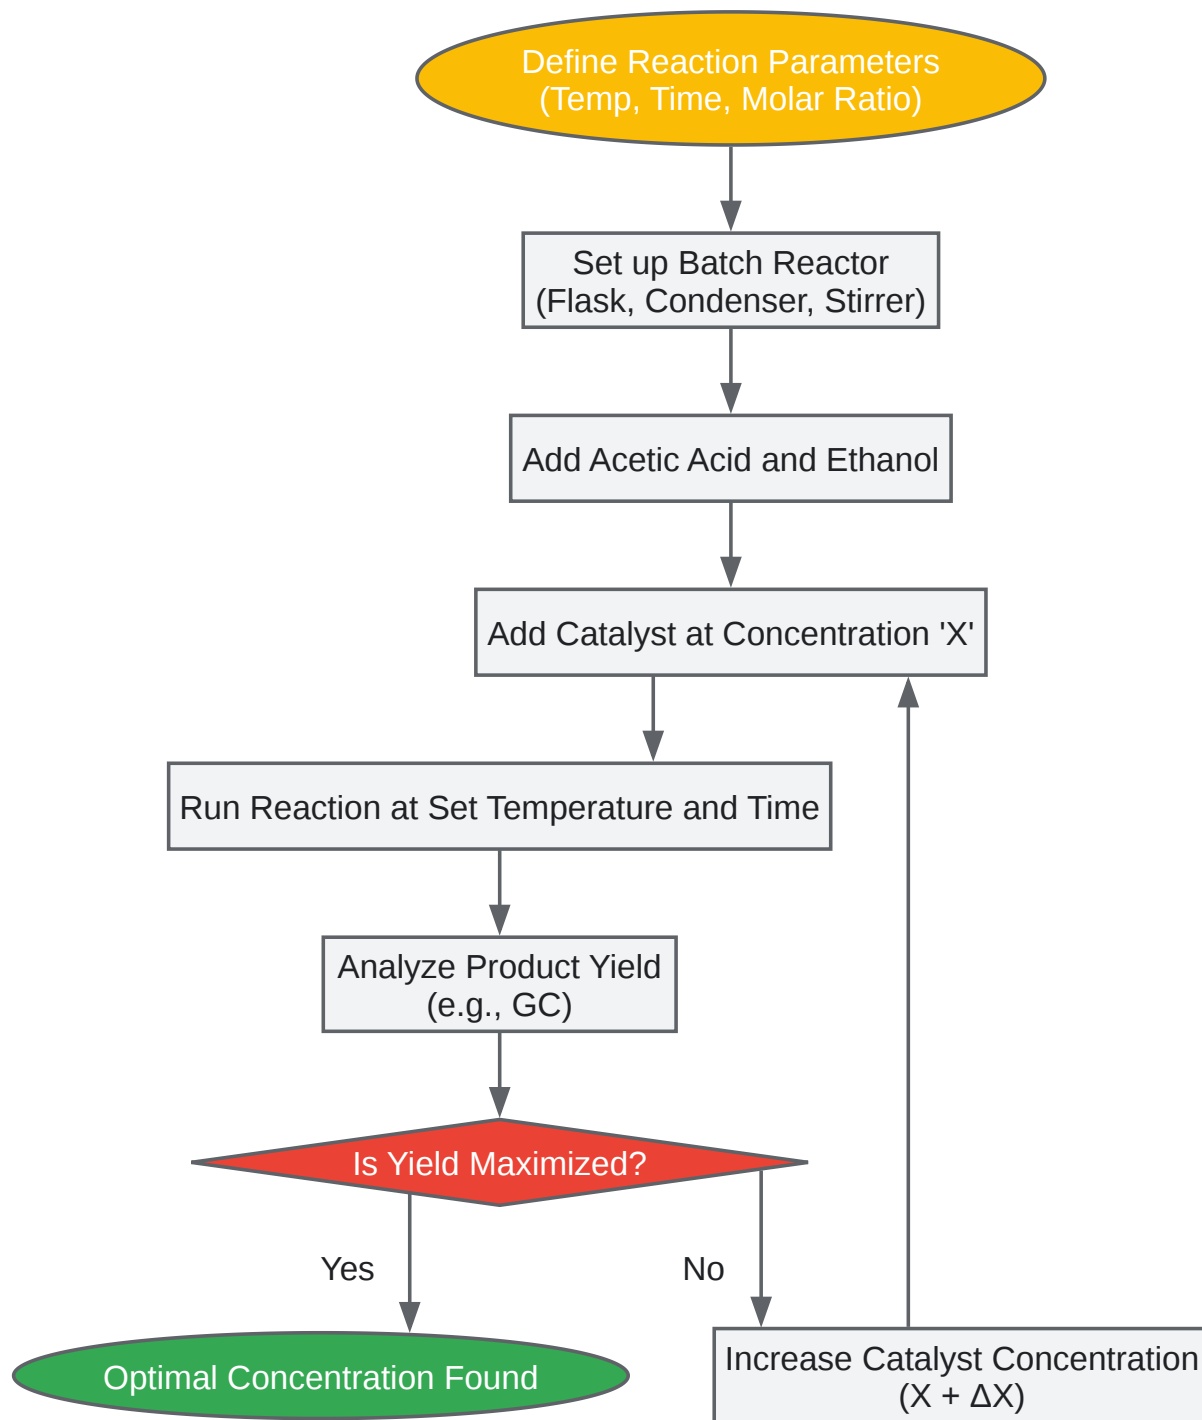 Define Reaction Parameters
(Temp, Time, Molar Ratio)
Set up Batch Reactor
(Flask, Condenser, Stirrer)
Add Acetic Acid and Ethanol
Add Catalyst at Concentration 'X'
Run Reaction at Set Temperature and Time
Analyze Product Yield
(e.g., GC)
Is Yield Maximized?
Yes
No
Optimal Concentration Found
Increase Catalyst Concentration
(X + ΔX)